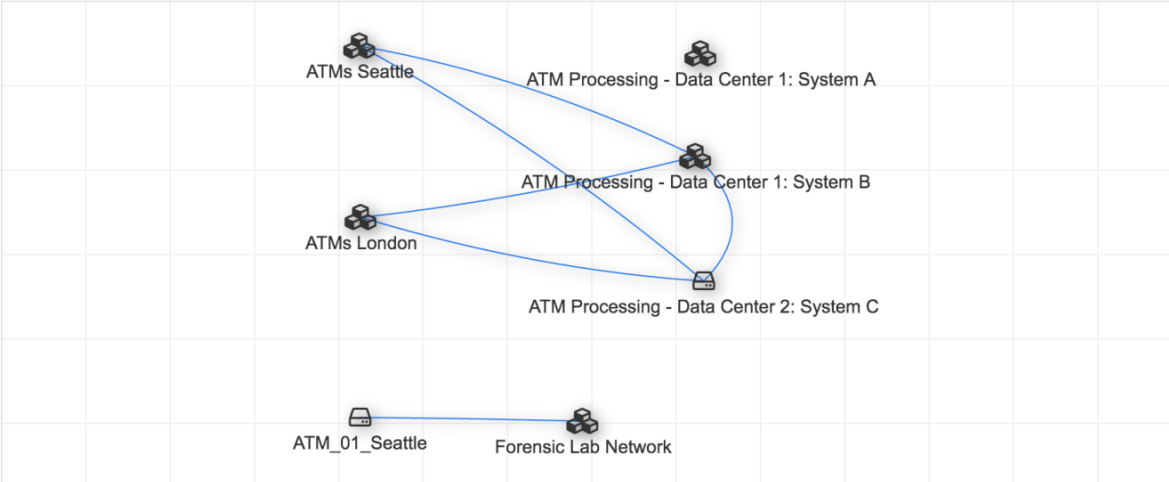 ATMs Seattle
ATM Processing - Data Center 1: System A
ATM Processing - Data Center 1: System B
ATMs London
ATM Processing - Data Center 2: System C
ATM_01_Seattle
Forensic Lab Network